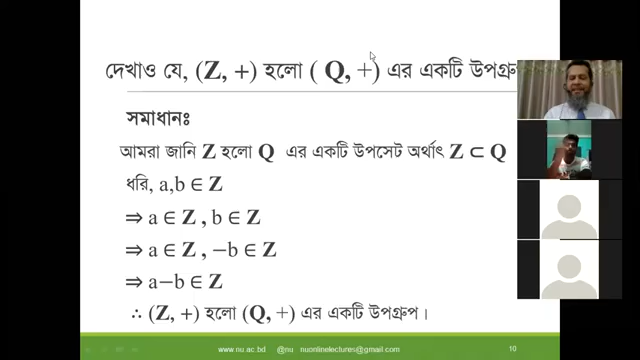 দেখাও যে, (Z, +) হলো ( Q, +) এর একটি উপগ্রু
সমাধানঃ
আমরা জানি Z হলো Q এর একটি উপসেট অর্থাৎ Z ⊂ Q
ধরি, a,b ∈ Z
⇒ a ∈ Z , b ∈ Z
⇒ a ∈ Z , −b ∈ Z
⇒ a−b ∈ Z
∴ (Z, +) হলো (Q, +) এর একটি উপগ্রুপ।
www.nu.ac.bd @nu nuonlinelectures@gmail.com 10